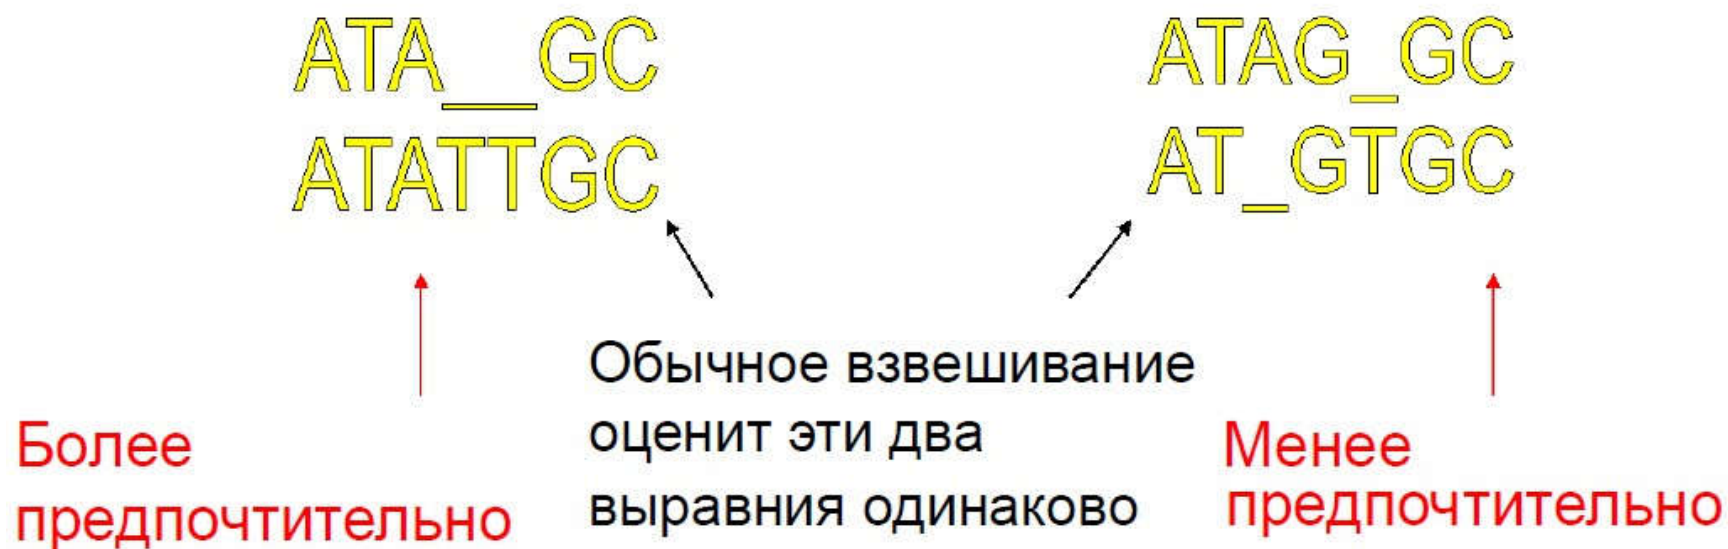 ATA__GC
ATATTGC
ATAG_GC
AT_GTGC
Обычное взвешивание
оценит эти два
выравния одинаково
Более
предпочтительно
Менее
предпочтительно